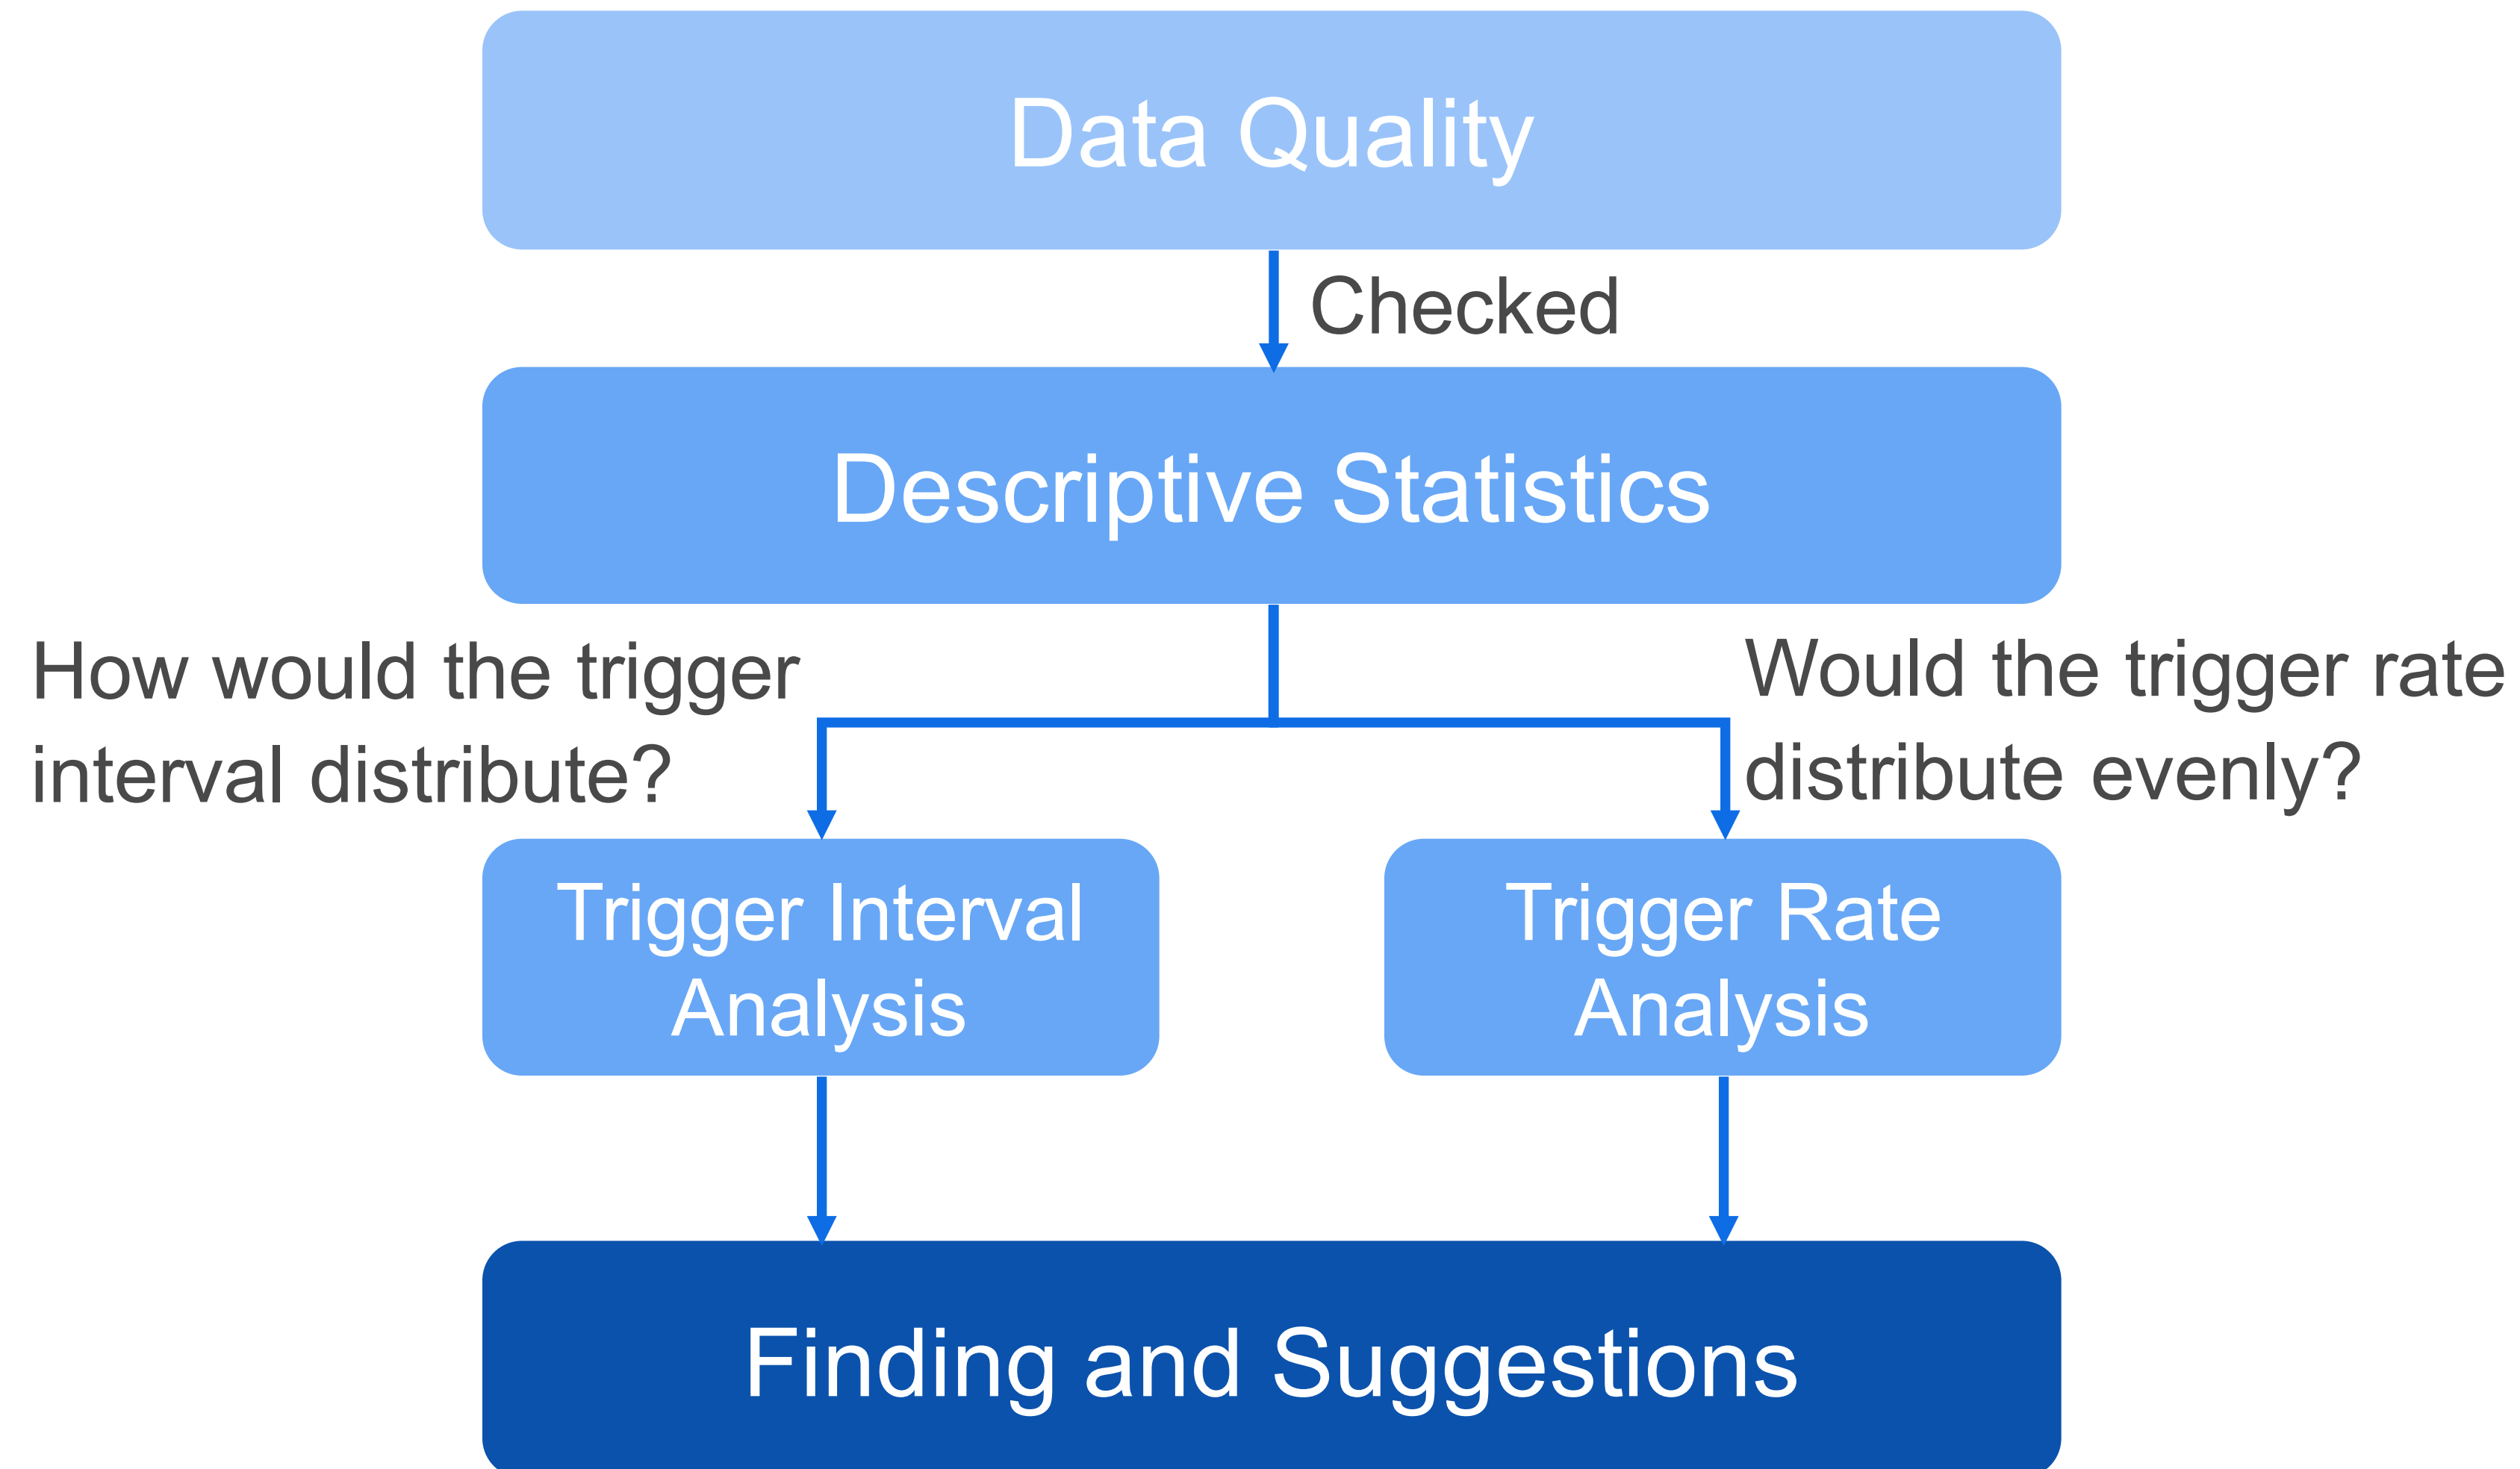 Data Quality
Checked
Descriptive Statistics
How would the trigger
interval distribute?
Would the trigger rate
distribute evenly?
Trigger Interval
Analysis
Trigger Rate
Analysis
Finding and Suggestions